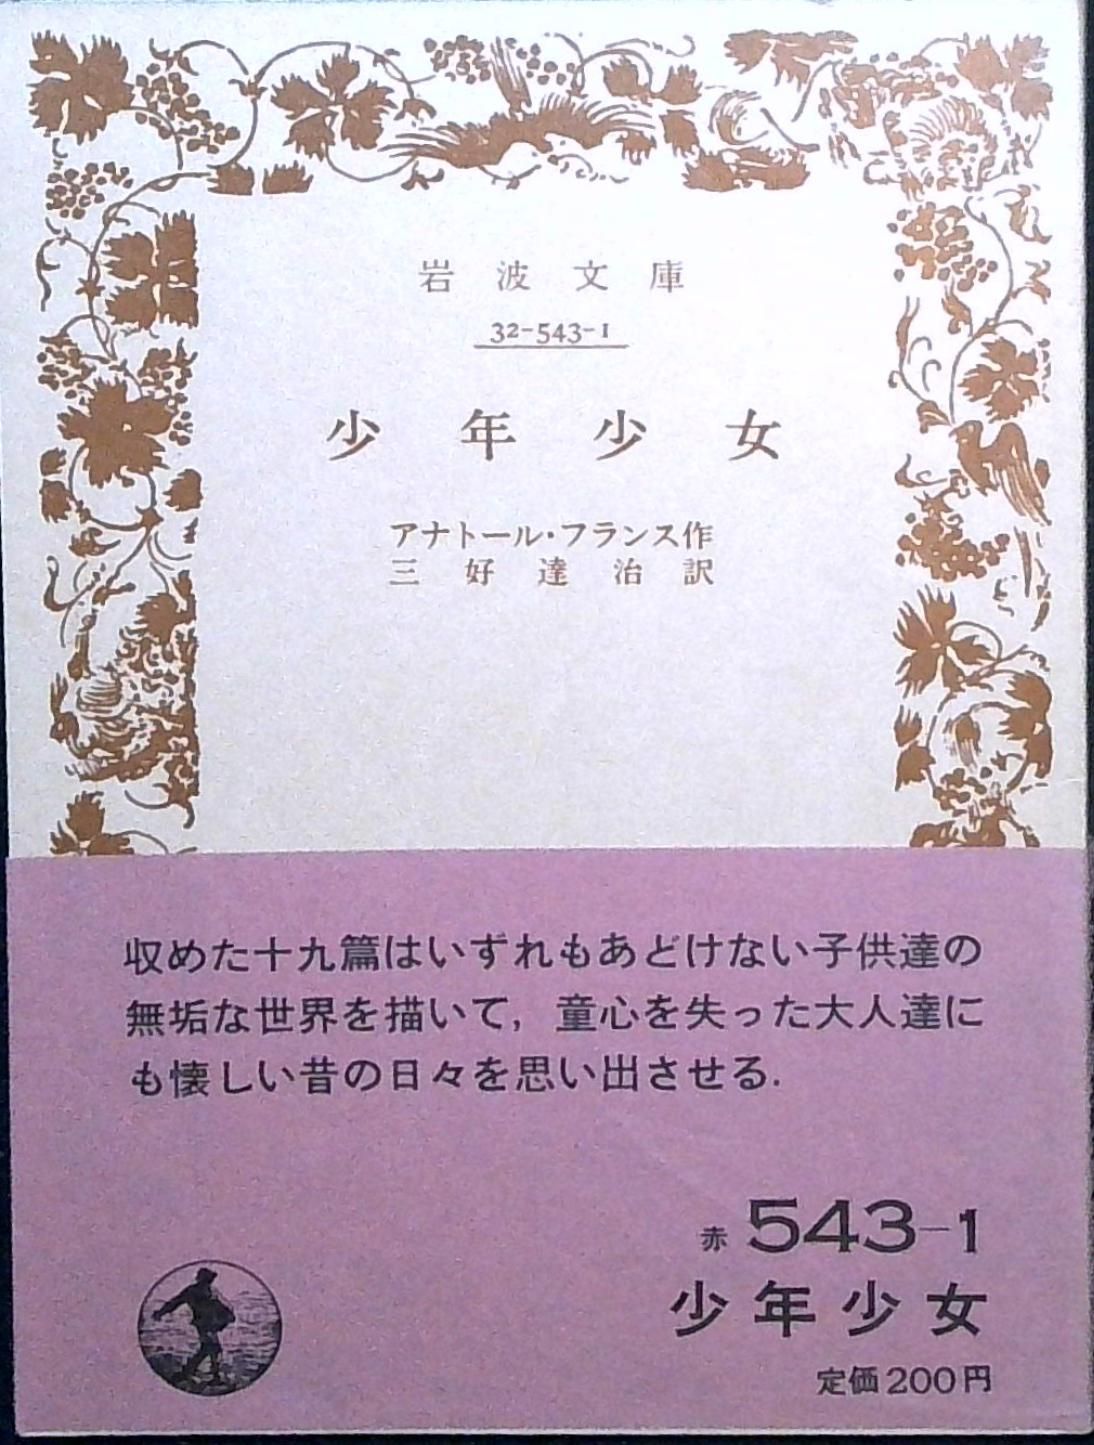 岩波文庫
32-543-1
少年少女
アナトール・フランス作
三好達治訳
収めた十九篇はいずれもあどけない子供達の
無垢な世界を描いて，童心を失った大人達に
も懐しい昔の日々を思い出させる．
赤 543-1
少年少女
定価200円